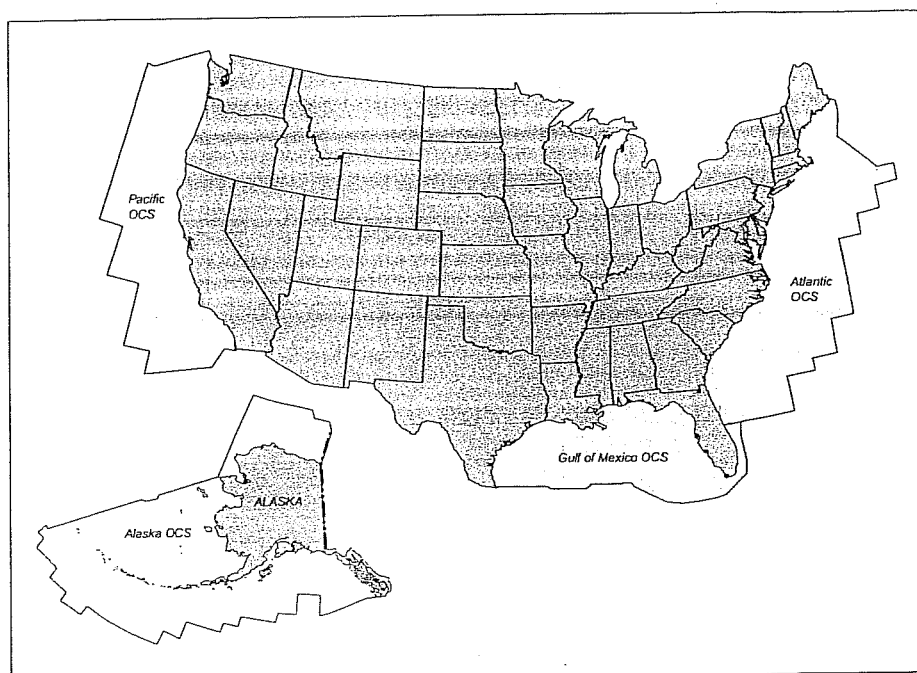 Pacific
OCS
Atlantic
OCS
Gulf of Mexico OCS
ALASKA
Alaska OCS